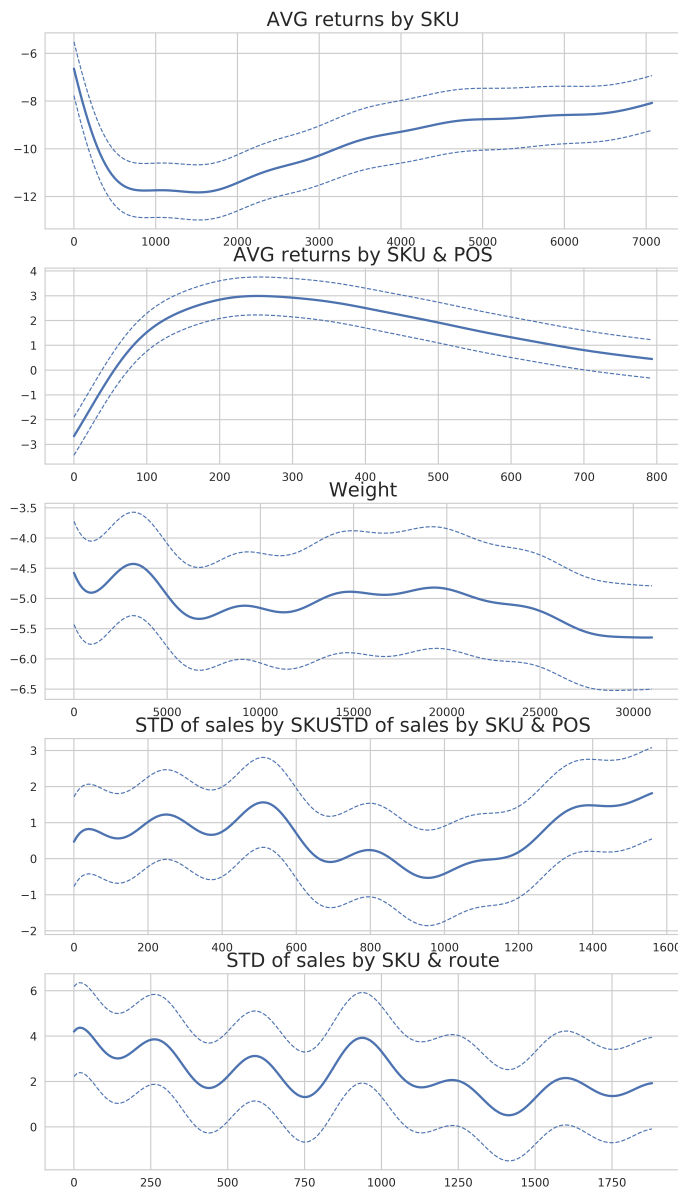 AVG returns by SKU
−6
−8
−10
−12
0 1000 2000 3000 4000 5000 6000 7000
AVG returns by SKU & POS
4
3
2
1
0
−1
−2
−3
0 100 200 300 400 500 600 700 800
Weight
−3.5
−4.0
−4.5
−5.0
−5.5
−6.0
−6.5
0 5000 10000 15000 20000 25000 30000
STD of sales by SKUSTD of sales by SKU & POS
3
2
1
0
−1
−2
0 200 400 600 800 1000 1200 1400 1600
STD of sales by SKU & route
6
4
2
0
0 250 500 750 1000 1250 1500 1750